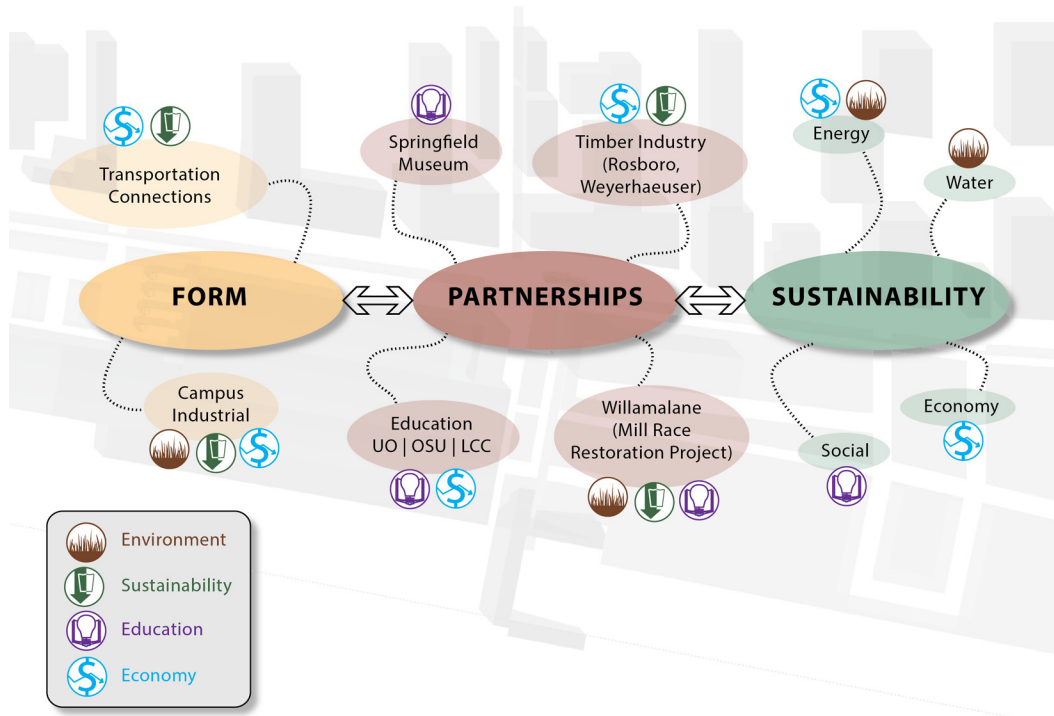 Transportation
Connections
Springfield
Museum
Timber Industry
(Rosboro,
Weyerhaeuser)
Energy
Water
FORM
PARTNERSHIPS
SUSTAINABILITY
Campus
Industrial
Education
UO | OSU | LCC
Willamalane
(Mill Race
Restoration Project)
Social
Economy
Environment
Sustainability
Education
Economy